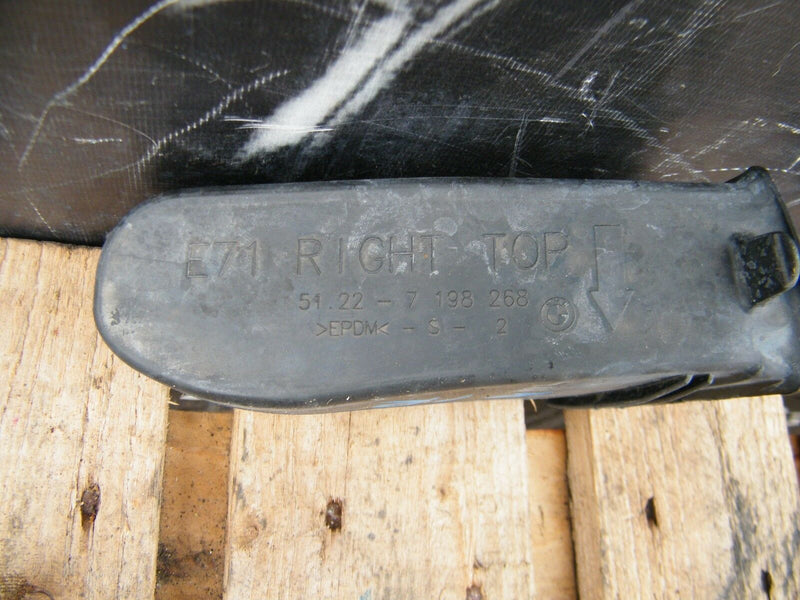 E71 RIGHT TOP
51.22 - 7 198 268
>EPDM< - S - 2